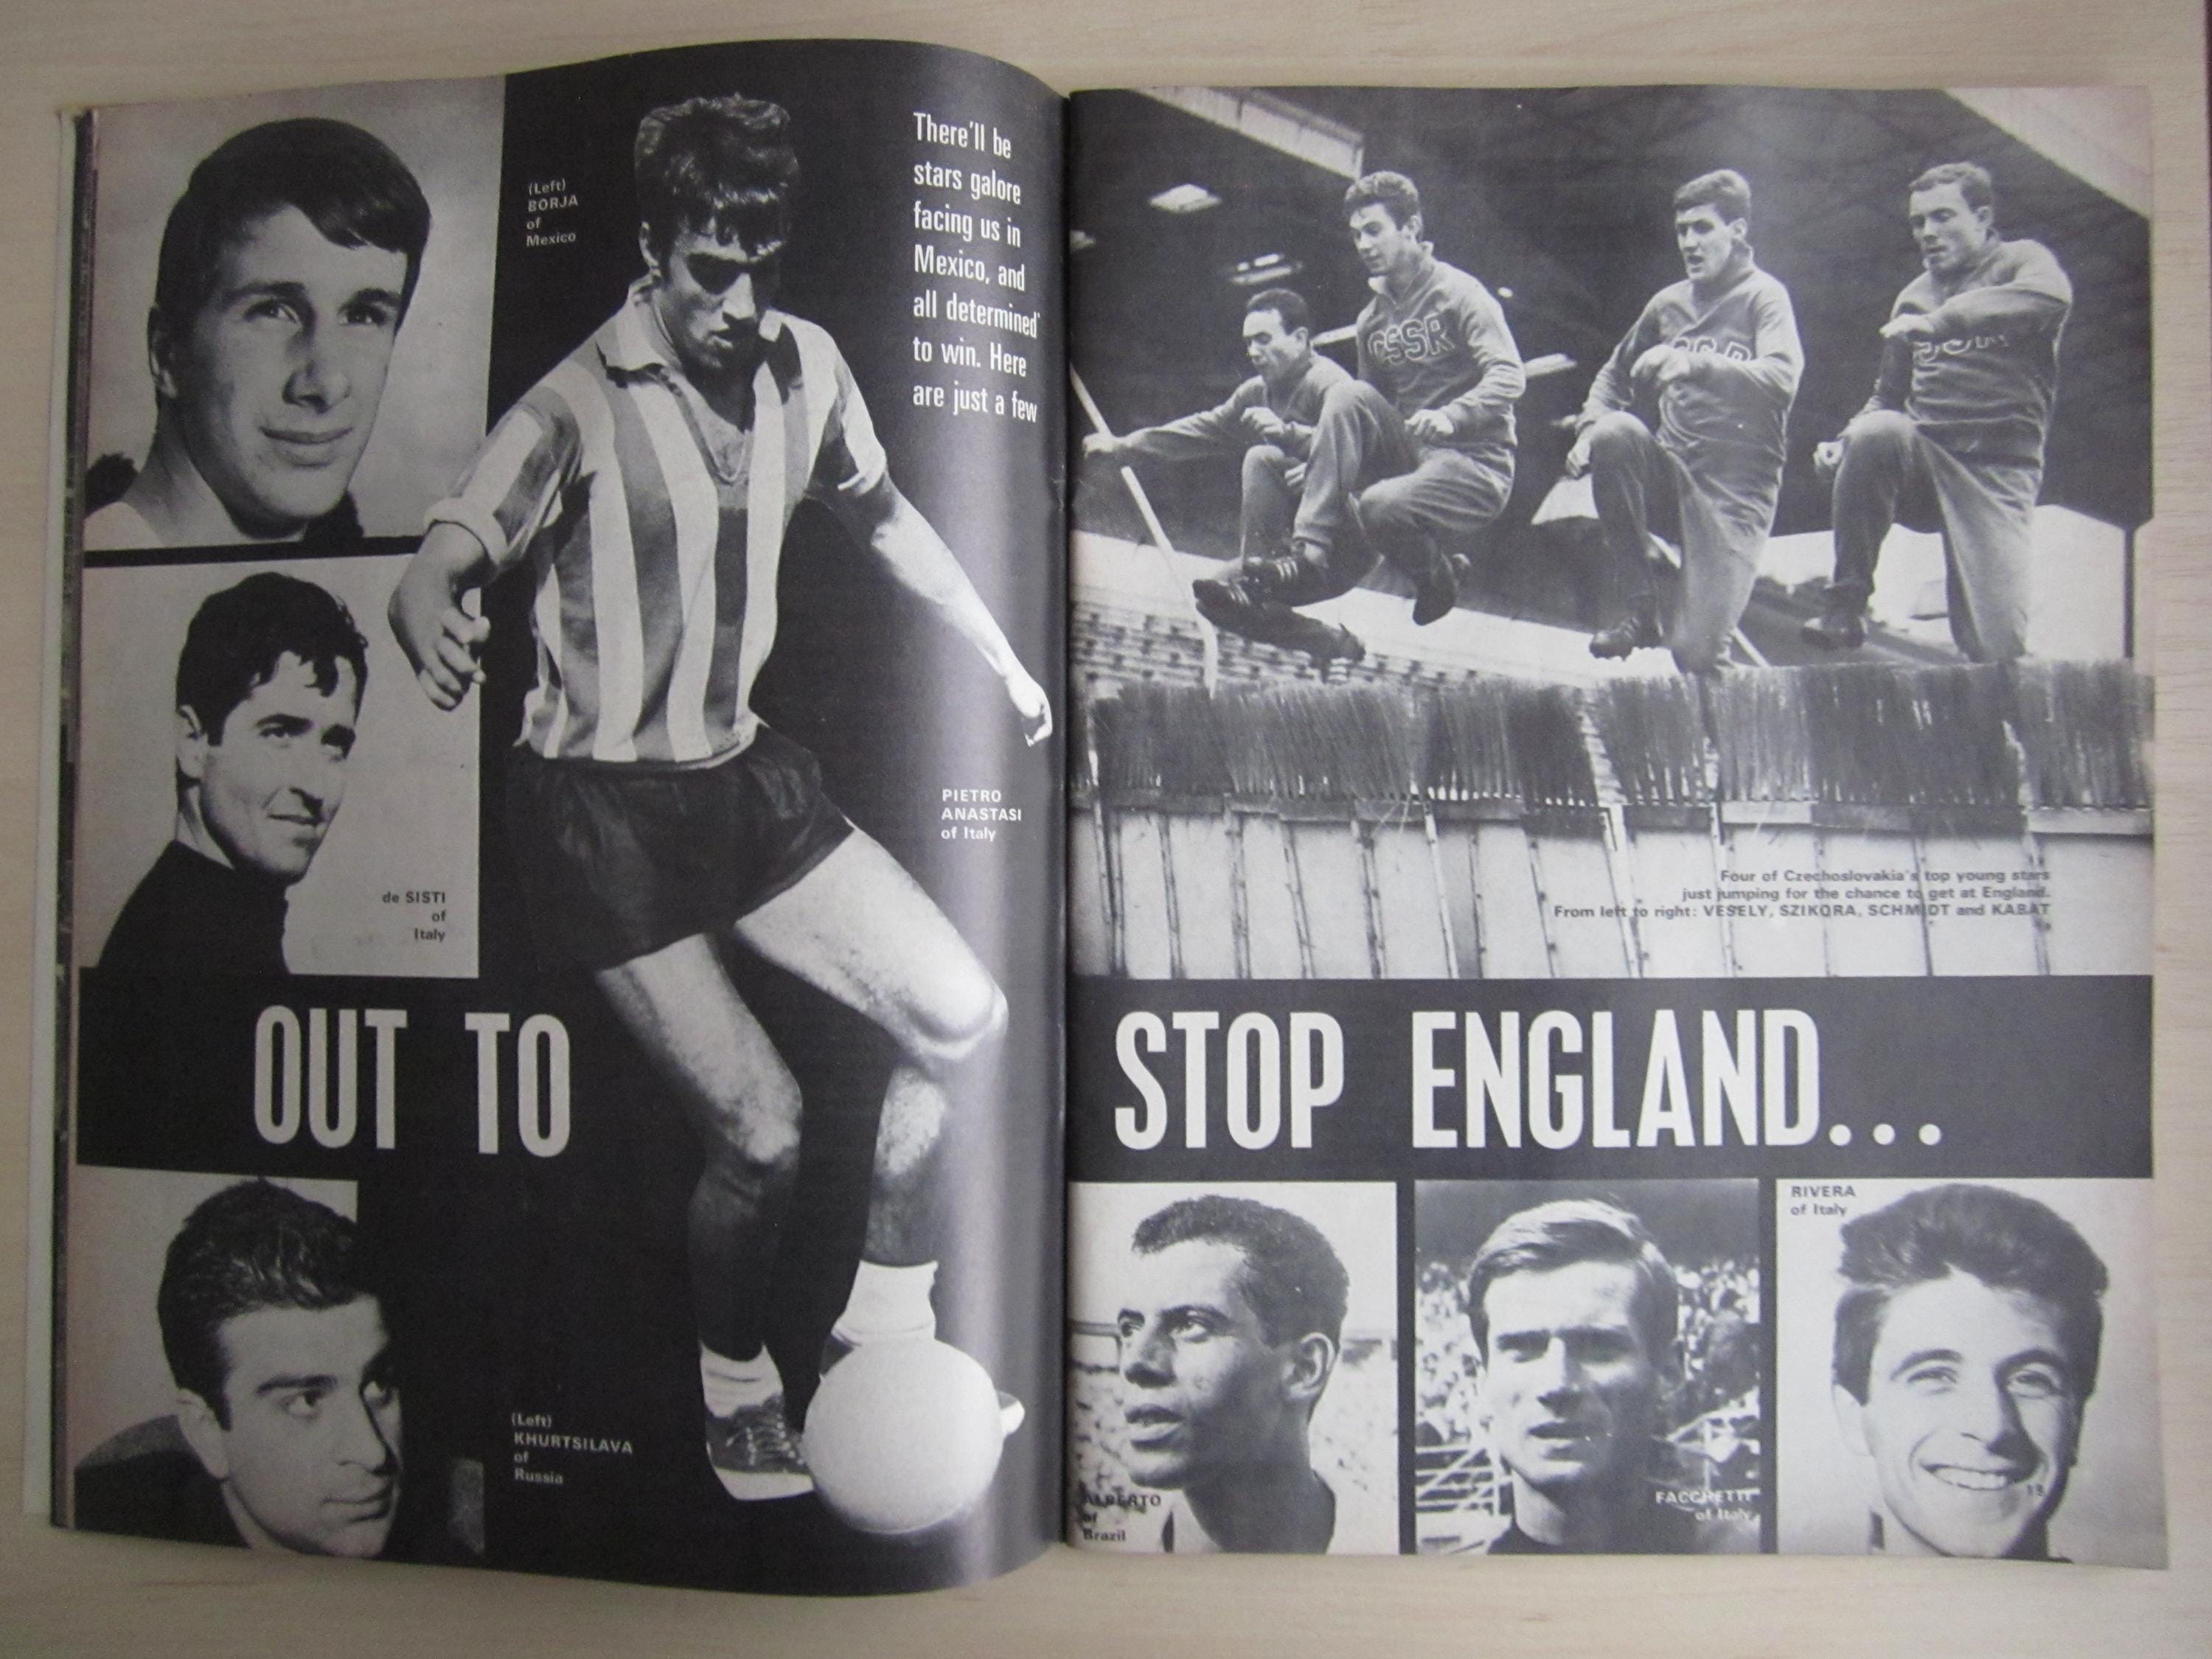 (Left)
BORJA
of
Mexico
There'll be
stars galore
facing us in
Mexico, and
all determined
to win. Here
are just a few
PIETRO
ANASTASI
of Italy
de SISTI
of
Italy
CSSR
Four of Czechoslovakia's top young stars
just jumping for the chance to get at England.
From left to right: VESELY, SZIKORA, SCHMIDT and KABAT
OUT TO STOP ENGLAND...
(Left)
KHURTSILAVA
of
Russia
ALBERTO
of
Brazil
FACCHETTI
of Italy
RIVERA
of Italy